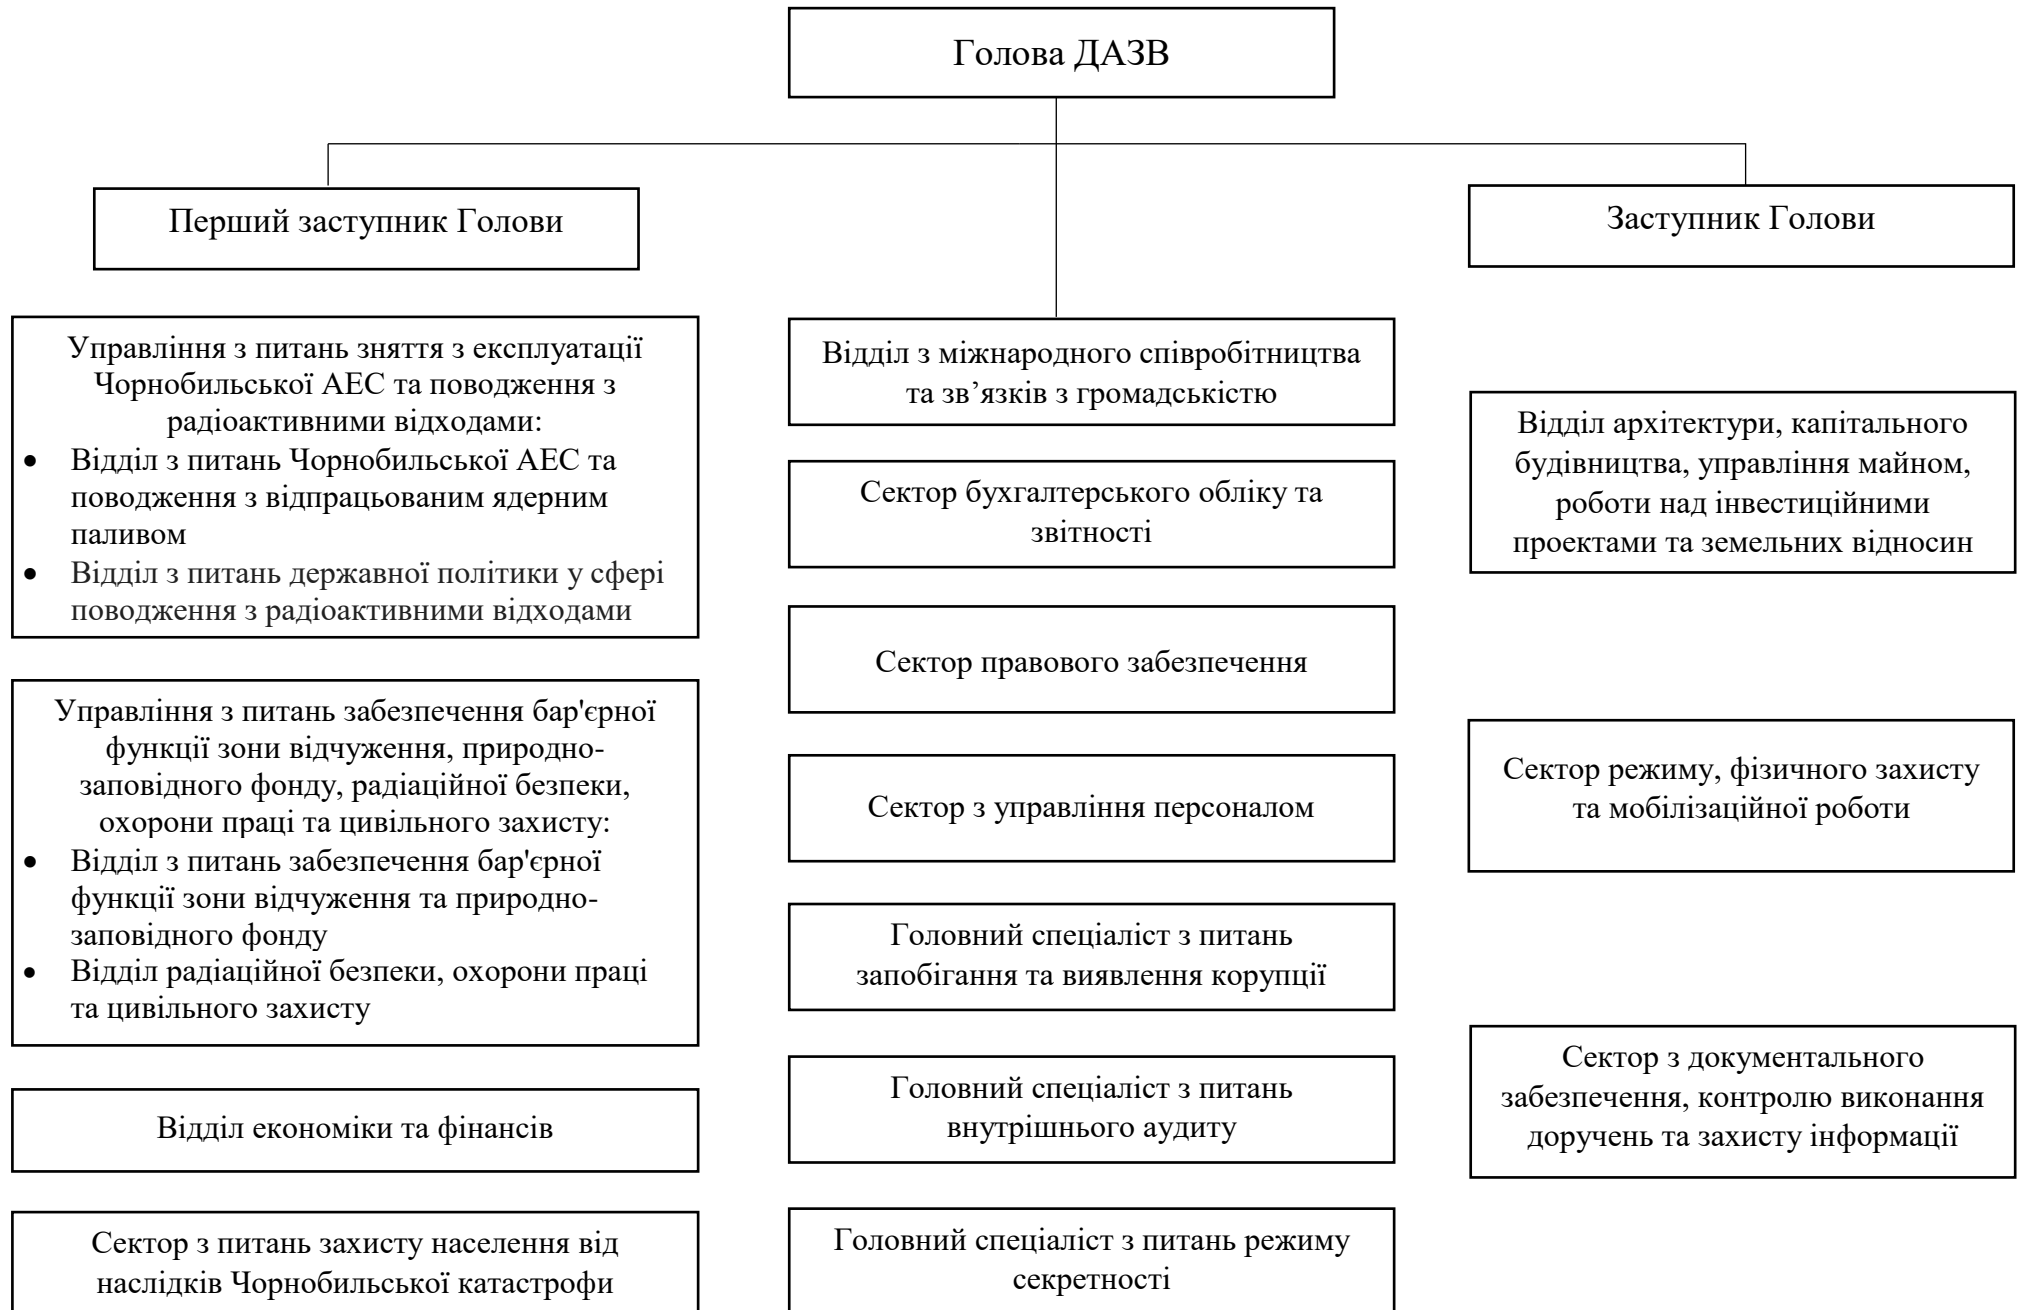 Голова ДАЗВ
Перший заступник Голови
Заступник Голови
Управління з питань зняття з експлуатації
Чорнобильської АЕС та поводження з
радіоактивними відходами:
• Відділ з питань Чорнобильської АЕС та
поводження з відпрацьованим ядерним
паливом
• Відділ з питань державної політики у сфері
поводження з радіоактивними відходами
Управління з питань забезпечення бар'єрної
функції зони відчуження, природно-
заповідного фонду, радіаційної безпеки,
охорони праці та цивільного захисту:
• Відділ з питань забезпечення бар'єрної
функції зони відчуження та природно-
заповідного фонду
• Відділ радіаційної безпеки, охорони праці
та цивільного захисту
Відділ економіки та фінансів
Сектор з питань захисту населення від
наслідків Чорнобильської катастрофи
Відділ з міжнародного співробітництва
та зв’язків з громадськістю
Сектор бухгалтерського обліку та
звітності
Сектор правового забезпечення
Сектор з управління персоналом
Головний спеціаліст з питань
запобігання та виявлення корупції
Головний спеціаліст з питань
внутрішнього аудиту
Головний спеціаліст з питань режиму
секретності
Відділ архітектури, капітального
будівництва, управління майном,
роботи над інвестиційними
проектами та земельних відносин
Сектор режиму, фізичного захисту
та мобілізаційної роботи
Сектор з документального
забезпечення, контролю виконання
доручень та захисту інформації